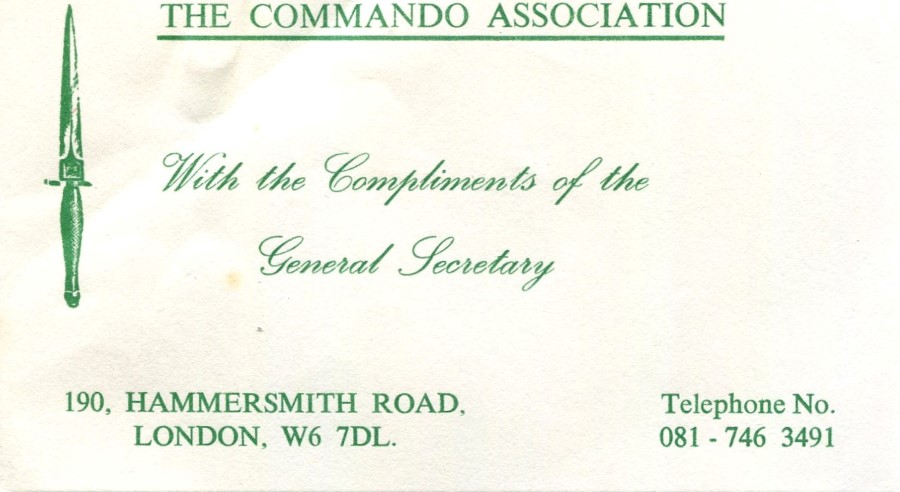 THE COMMANDO ASSOCIATION
With the Compliments of the
General Secretary
190, HAMMERSMITH ROAD,
LONDON, W6 7DL.
Telephone No.
081 - 746 3491